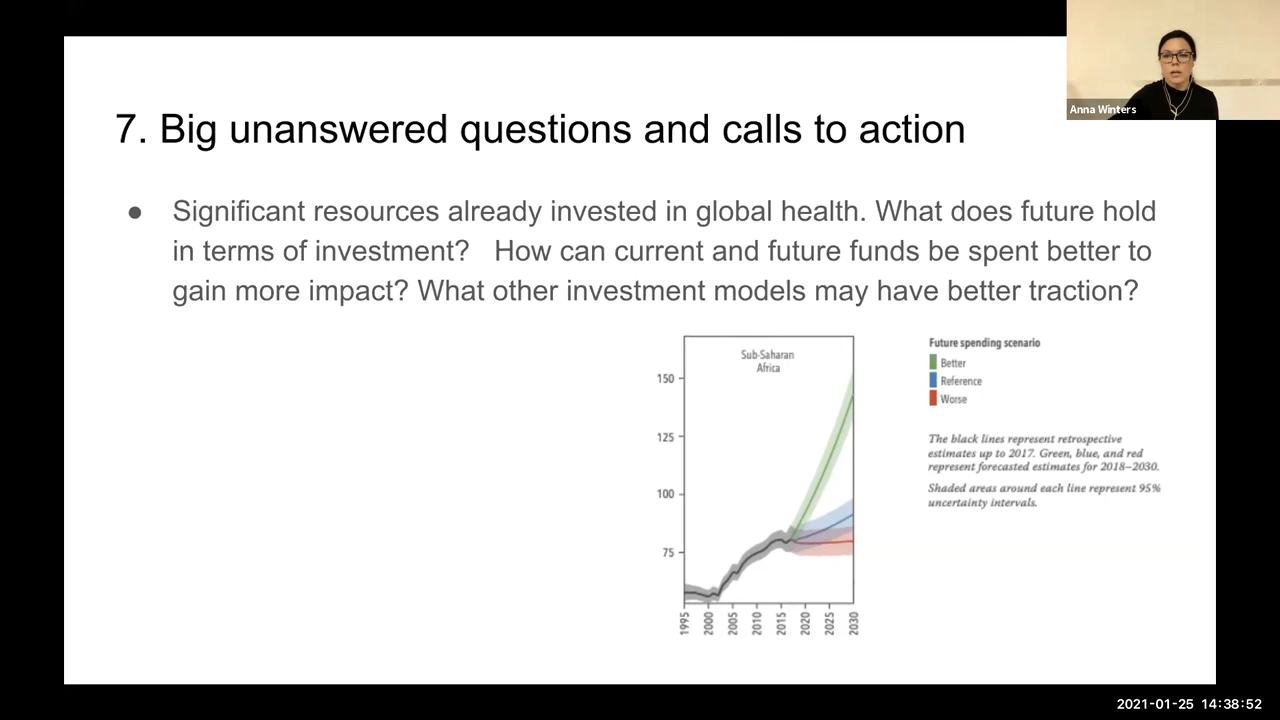 Anna Winters
7. Big unanswered questions and calls to action
● Significant resources already invested in global health. What does future hold
in terms of investment? How can current and future funds be spent better to
gain more impact? What other investment models may have better traction?
Sub-Saharan
Africa
150
125
100
75
1995
2000
2005
2010
2015
2020
2025
2030
Future spending scenario
Better
Reference
Worse
The black lines represent retrospective
estimates up to 2017. Green, blue, and red
represent forecasted estimates for 2018–2030.
Shaded areas around each line represent 95%
uncertainty intervals.
2021-01-25 14:38:52